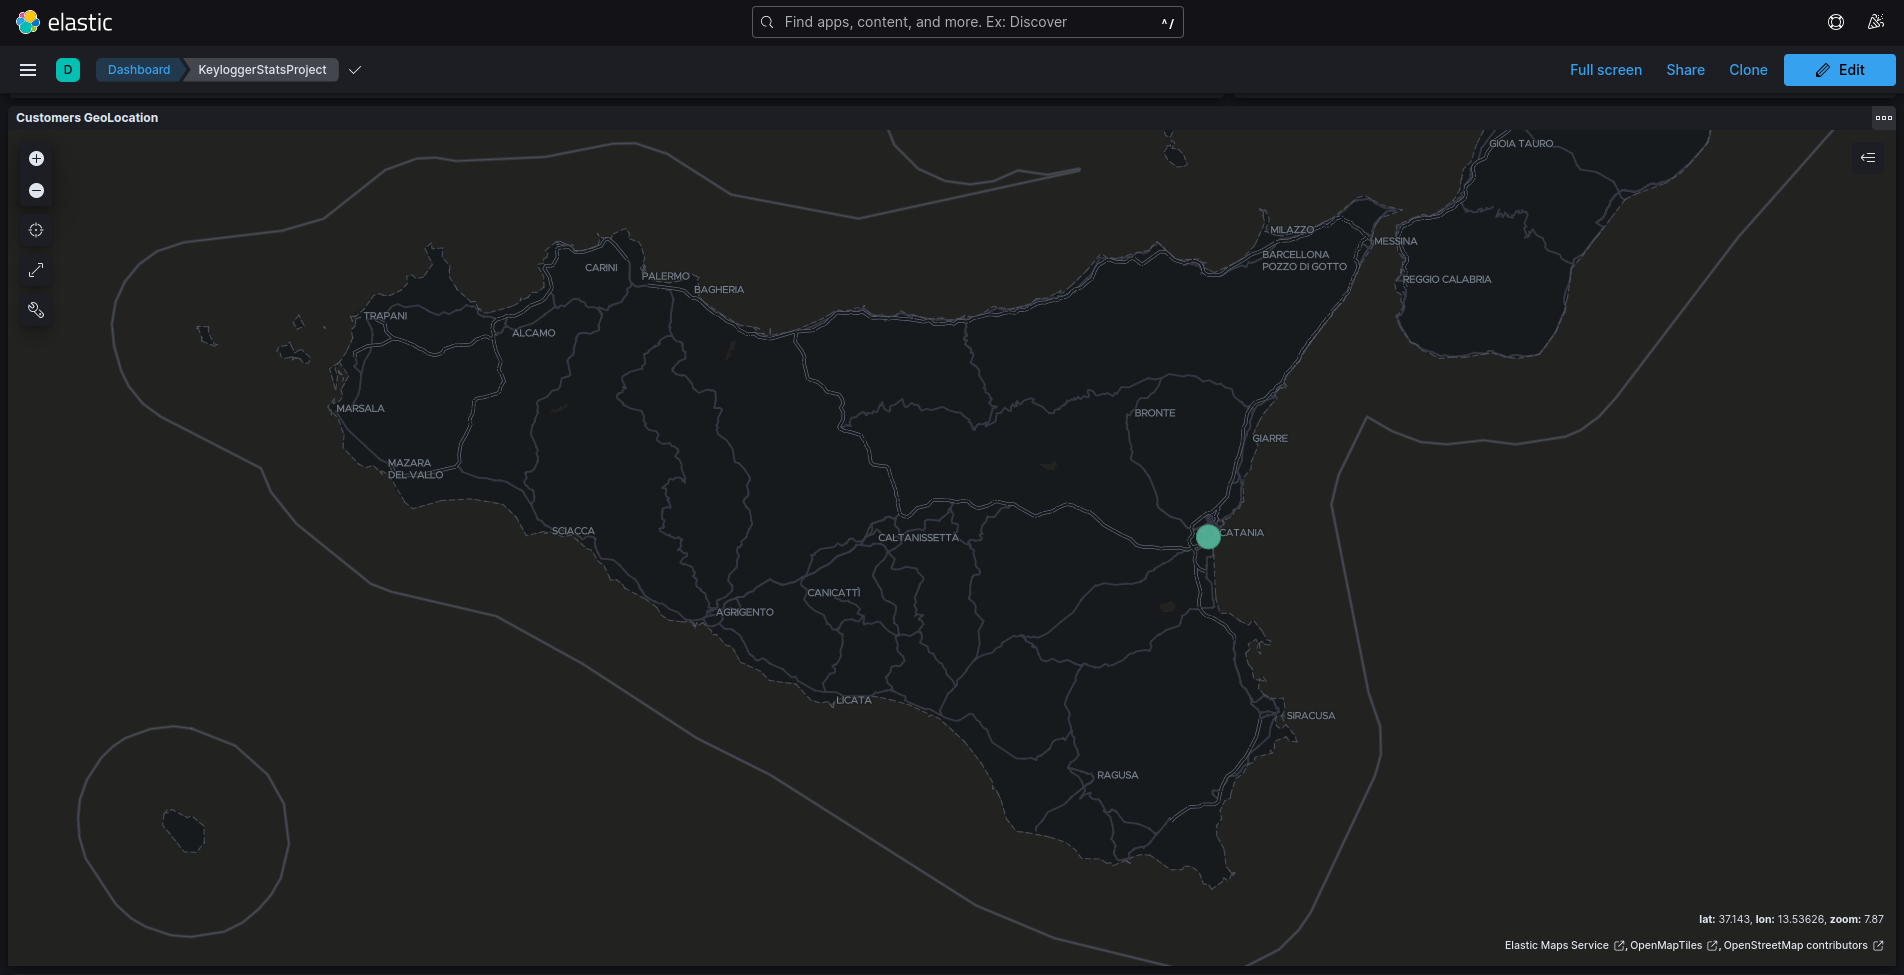 elastic
Find apps, content, and more. Ex: Discover
^/
D
Dashboard
KeyloggerStatsProject
Full screen
Share
Clone
Edit
Customers GeoLocation
GIOIA TAURO
MILAZZO
MESSINA
BARCELLONA
POZZO DI GOTTO
CARINI
PALERMO
REGGIO CALABRIA
BAGHERIA
TRAPANI
ALCAMO
MARSALA
BRONTE
GIARRE
MAZARA
DEL VALLO
SCIACCA
CALTANISSETTA
CATANIA
CANICATTÌ
AGRIGENTO
LICATA
SIRACUSA
RAGUSA
lat: 37.143, lon: 13.53626, zoom: 7.87
Elastic Maps Service , OpenMapTiles , OpenStreetMap contributors